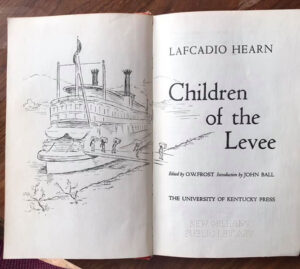 LAFCADIO HEARN
Children
of the
Levee
Edited by O.W. FROST Introduction by JOHN BALL
THE UNIVERSITY OF KENTUCKY PRESS
NEW ORLEANS
PUBLIC LIBRARY